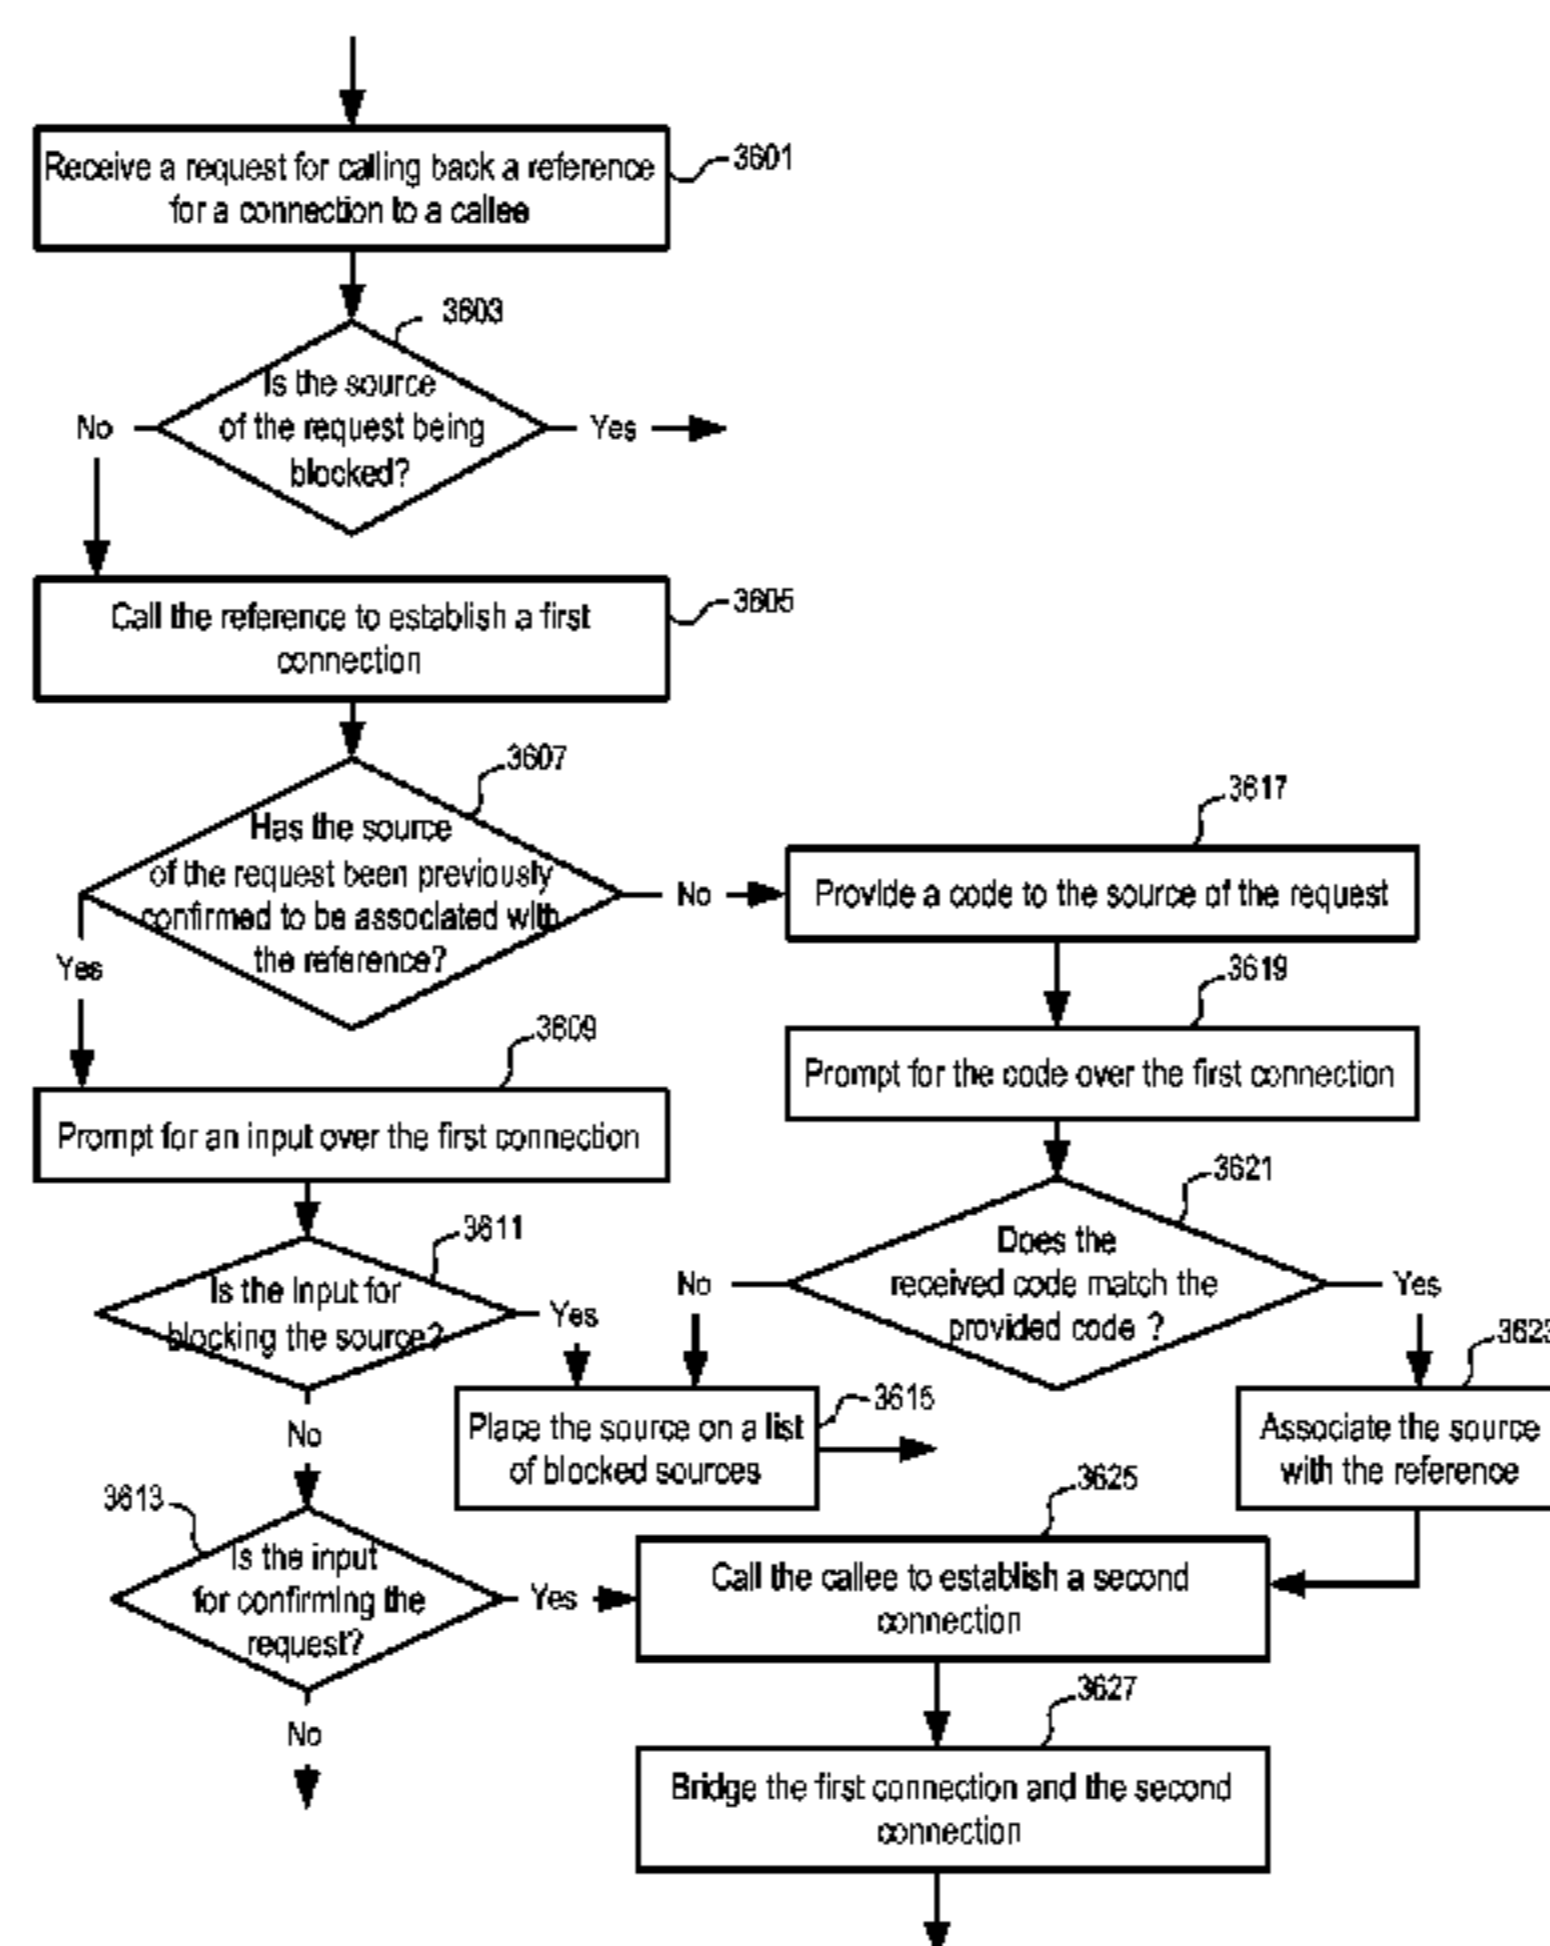 Receive a request for calling back a reference
for a connection to a callee
3601
3603
Is the source
of the request being
blocked?
No
Yes
Call the reference to establish a first
connection
3605
3607
Has the source
of the request been previously
confirmed to be associated with
the reference?
No
Yes
3617
Provide a code to the source of the request
3619
Prompt for the code over the first connection
3609
Prompt for an input over the first connection
3611
Is the input for
blocking the source?
Yes
No
3621
Does the
received code match the
provided code ?
No
Yes
3623
Associate the source
with the reference
3615
Place the source on a list
of blocked sources
3613
Is the input
for confirming the
request?
Yes
No
3625
Call the callee to establish a second
connection
3627
Bridge the first connection and the second
connection